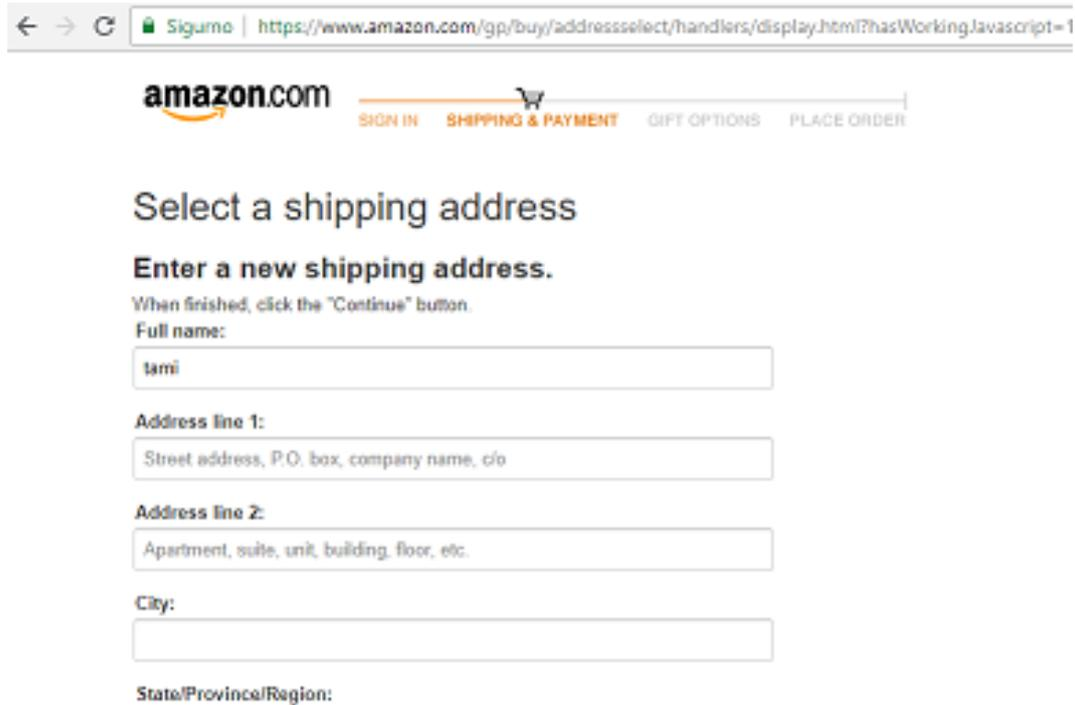 Sigurno | https://www.amazon.com/gp/buy/addressselect/handlers/display.html?hasWorkingJavascript=1
amazon.com
SIGN IN SHIPPING & PAYMENT GIFT OPTIONS PLACE ORDER
Select a shipping address
Enter a new shipping address.
When finished, click the "Continue" button.
Full name:
tami
Address line 1:
Street address, P.O. box, company name, c/o
Address line 2:
Apartment, suite, unit, building, floor, etc.
City:
State/Province/Region: